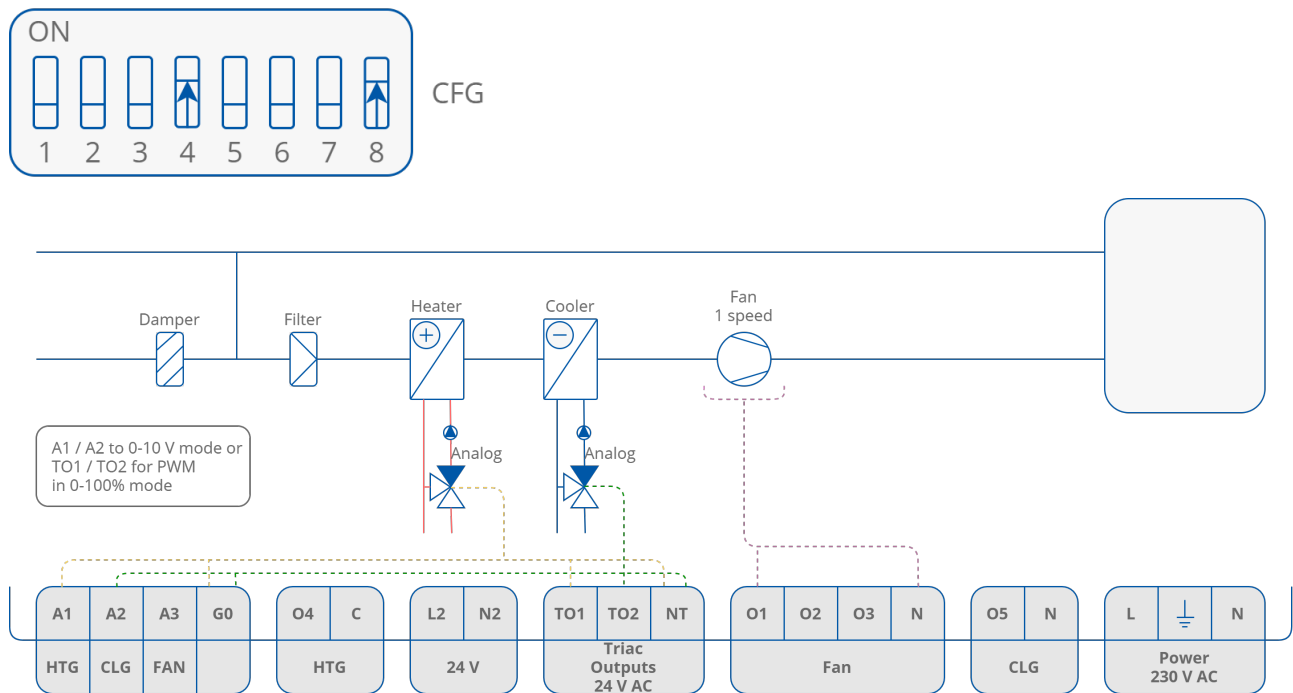 ON
1 2 3 4 5 6 7 8
CFG
Damper
Filter
Heater
Cooler
Fan
1 speed
Analog
Analog
A1 / A2 to 0-10 V mode or
TO1 / TO2 for PWM
in 0-100% mode
A1 A2 A3 G0 O4 C L2 N2 TO1 TO2 NT O1 O2 O3 N O5 N L N
HTG CLG FAN
HTG
24 V
Triac
Outputs
24 V AC
Fan
CLG
Power
230 V AC